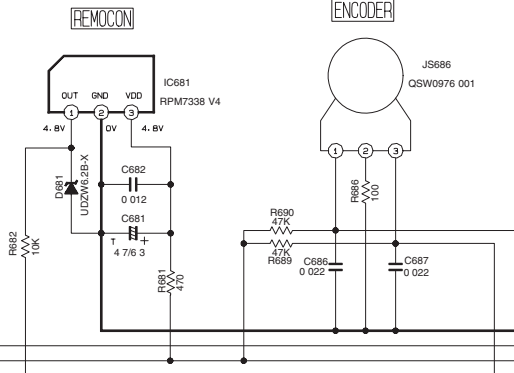 REMOCON
ENCODER
IC681
RPM7338 V4
OUT GND VDD
1 2 3
4.8V 0V 4.8V
JS686
QSW0976 001
1 2 3
D681
UDZW6.2B-X
C682
0 012
C681
4 7/6 3
R682
10K
R681
470
R686
100
R690
47K
47K
R689
C686
0 022
C687
0 022